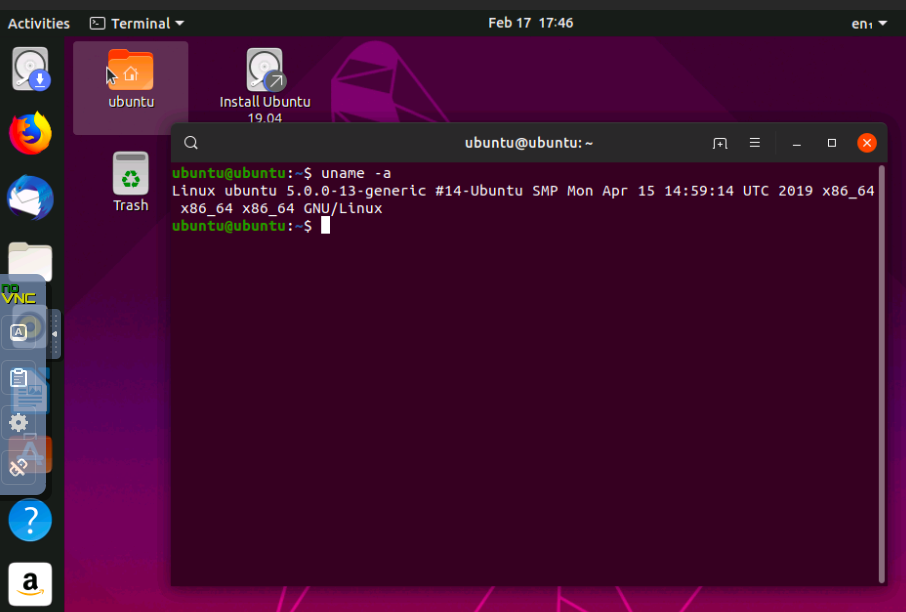 Activities
Terminal
Feb 17 17:46
en₁
ubuntu
Install Ubuntu
19.04
Trash
ubuntu@ubuntu: ~
ubuntu@ubuntu:~$ uname -a
Linux ubuntu 5.0.0-13-generic #14-Ubuntu SMP Mon Apr 15 14:59:14 UTC 2019 x86_64
x86_64 x86_64 GNU/Linux
ubuntu@ubuntu:~$
no
VNC
A
?
a